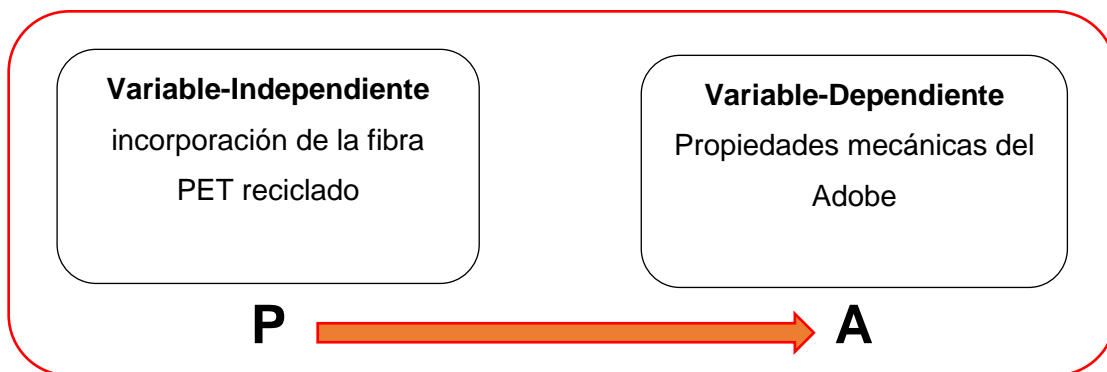 Variable-Independiente
incorporación de la fibra
PET reciclado
Variable-Dependiente
Propiedades mecánicas del
Adobe
P
A